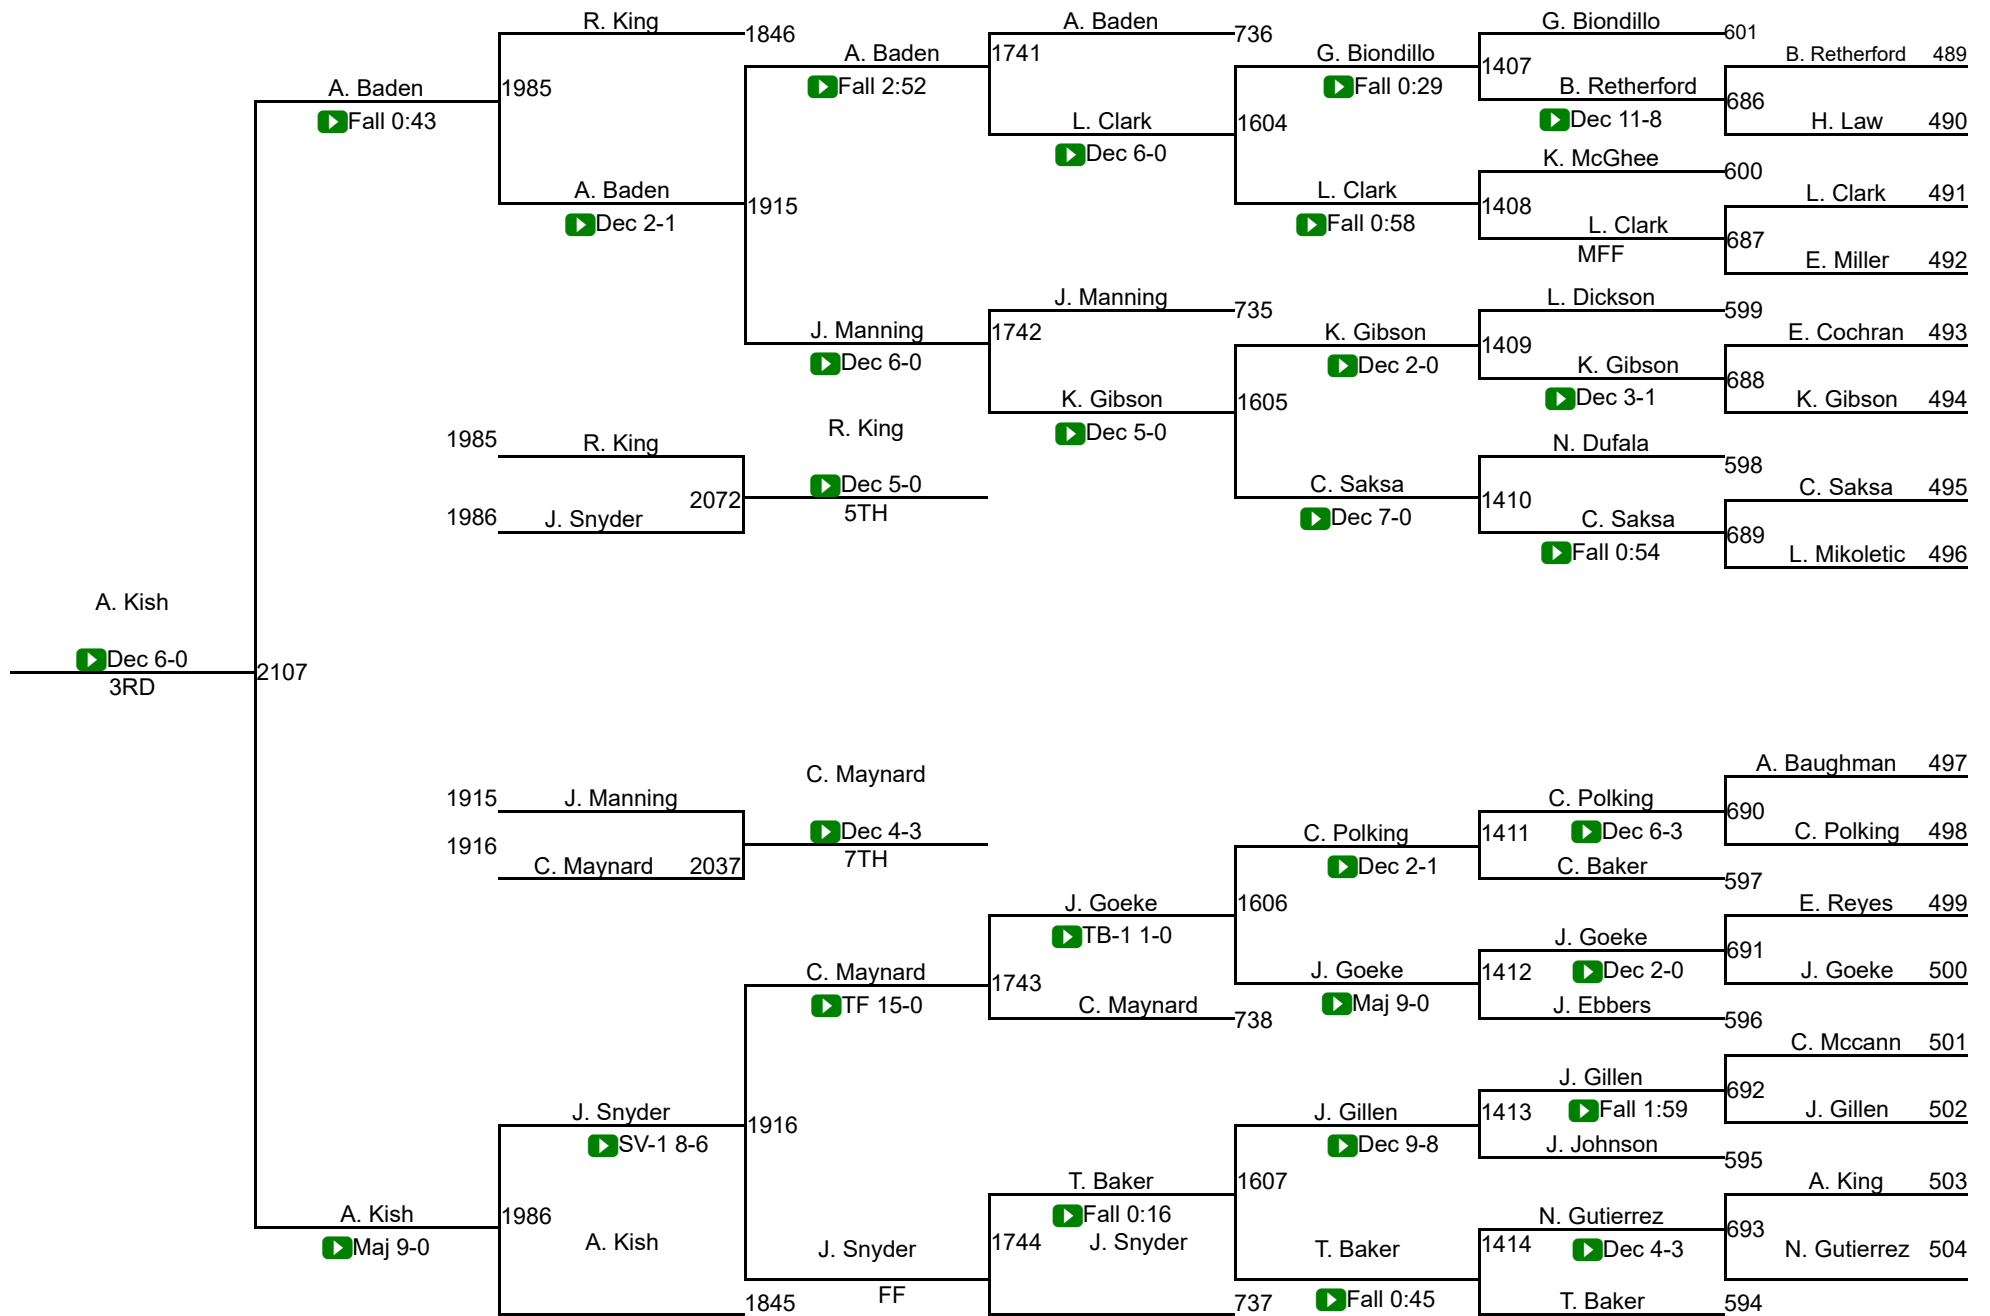 R. King
A. Baden
G. Biondillo
1846
736
601
A. Baden
1741
G. Biondillo
B. Retherford 489
Fall 2:52
1407
A. Baden
1985
Fall 0:29
B. Retherford
686
Fall 0:43
L. Clark
1604
Dec 11-8
H. Law 490
Dec 6-0
K. McGhee
600
A. Baden
L. Clark
L. Clark 491
Dec 2-1
1915
Fall 0:58
1408
L. Clark
687
MFF
E. Miller 492
J. Manning
L. Dickson
735
599
J. Manning
1742
K. Gibson
E. Cochran 493
Dec 6-0
Dec 2-0
1409
K. Gibson
688
K. Gibson
1605
Dec 3-1
K. Gibson 494
R. King
Dec 5-0
1985
R. King
N. Dufala
598
Dec 5-0
C. Saksa
C. Saksa 495
2072
5TH
1410
1986
J. Snyder
Dec 7-0
C. Saksa
689
Fall 0:54
L. Mikoletic 496
A. Kish
Dec 6-0
2107
3RD
C. Maynard
A. Baughman 497
1915
J. Manning
C. Polking
690
Dec 4-3
C. Polking
1411
Dec 6-3
C. Polking 498
1916
7TH
C. Maynard 2037
Dec 2-1
C. Baker
597
J. Goeke
1606
E. Reyes 499
TB-1 1-0
J. Goeke
691
C. Maynard
1743
J. Goeke
1412
Dec 2-0
J. Goeke 500
TF 15-0
C. Maynard
738
Maj 9-0
J. Ebbers
596
C. Mccann 501
J. Gillen
692
J. Snyder
1916
J. Gillen
1413
Fall 1:59
J. Gillen 502
SV-1 8-6
Dec 9-8
J. Johnson
595
T. Baker
1607
A. King 503
A. Kish
1986
Fall 0:16
N. Gutierrez
693
Maj 9-0
A. Kish
J. Snyder
1744
J. Snyder
T. Baker
1414
Dec 4-3
N. Gutierrez 504
1845
FF
737
Fall 0:45
T. Baker
594